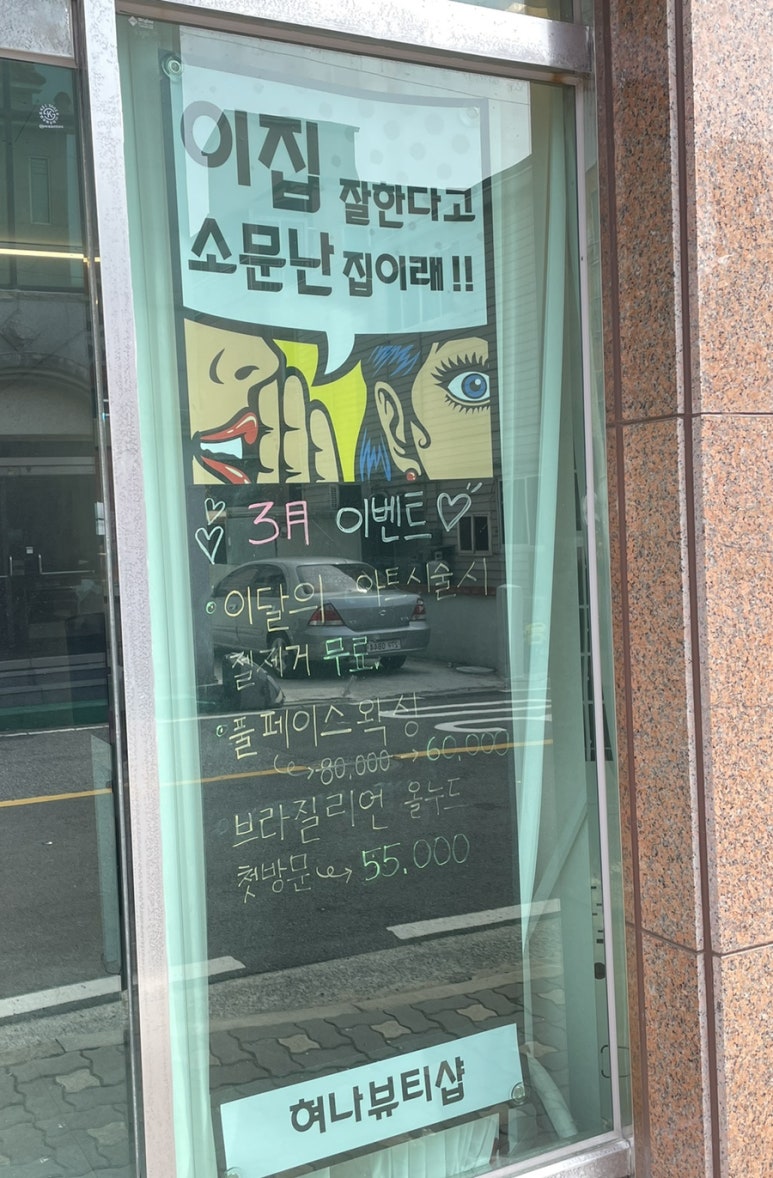 이집 잘한다고
소문난 집이래!!
3月 이벤트
이달의 아트시술시
젤제거 무료
풀페이스왁싱
80,000 → 60,000
브라질리언 올누드
첫방문 → 55.000
혀나뷰티샵